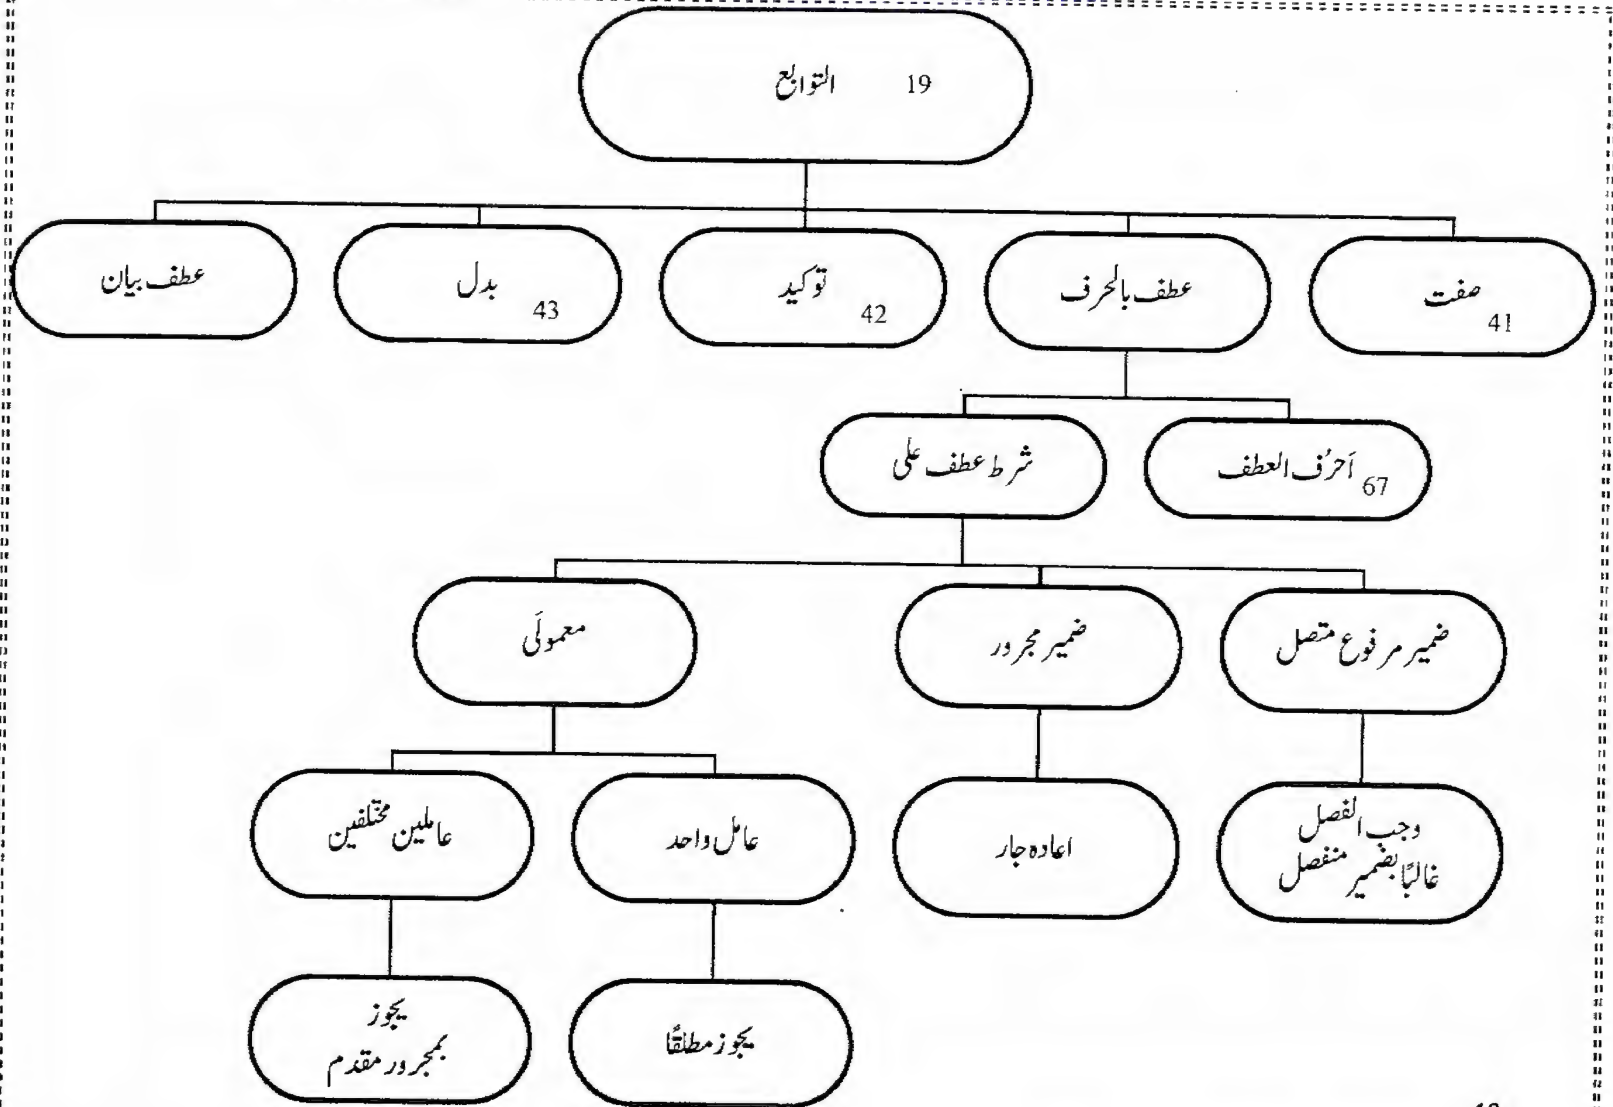 التوابع 19
صفت 41
عطف بالحرف
توکید 42
بدل 43
عطف بیان
أحرُف العطف 67
شرط عطف علی
ضمیر مرفوع متصل
ضمیر مجرور
معمولَی
وجب الفصل
غالبًا بضمیر منفصل
اعادہ جار
عامل واحد
عاملین مختلفین
یجوز مطلقًا
یجوز
بمجرور مقدم